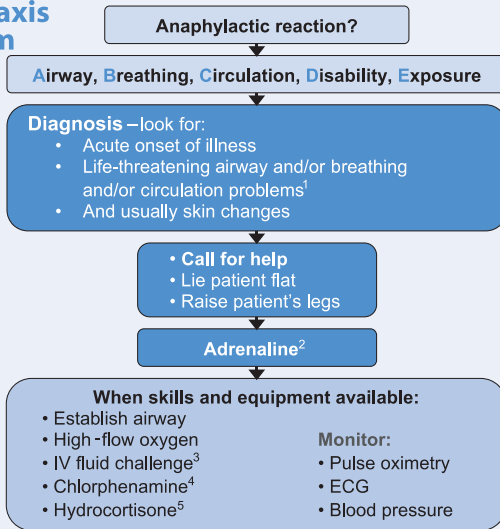 axis
m
Anaphylactic reaction?
Airway, Breathing, Circulation, Disability, Exposure
Diagnosis – look for:
• Acute onset of illness
• Life-threatening airway and/or breathing
and/or circulation problems¹
• And usually skin changes
• Call for help
• Lie patient flat
• Raise patient's legs
Adrenaline²
When skills and equipment available:
• Establish airway
• High-flow oxygen
• IV fluid challenge³
• Chlorphenamine⁴
• Hydrocortisone⁵
Monitor:
• Pulse oximetry
• ECG
• Blood pressure